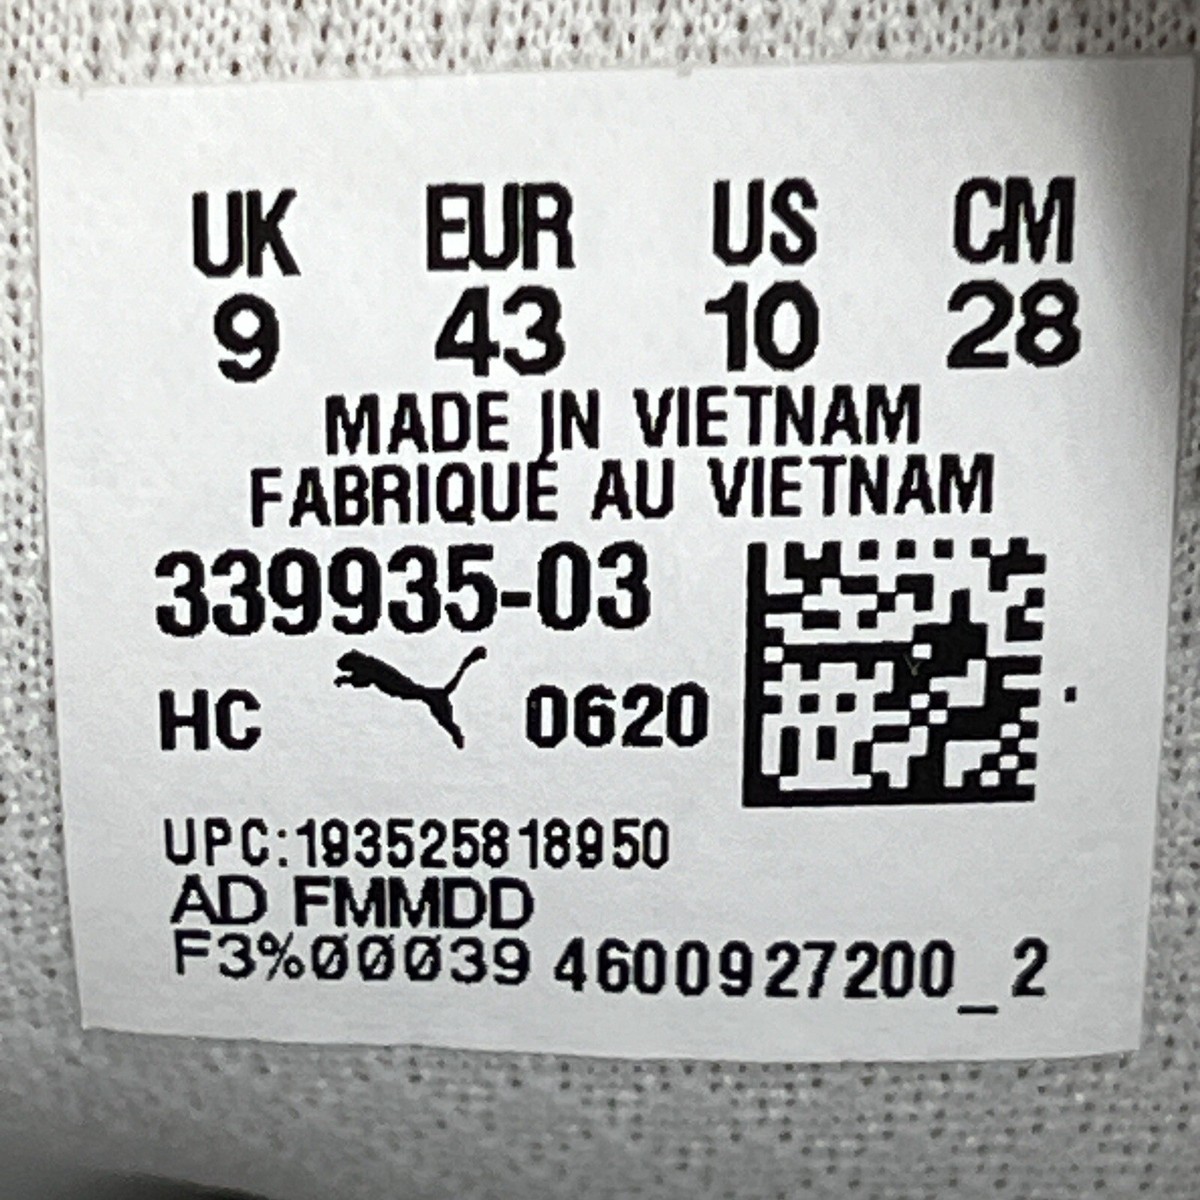 UK EUR US CM
9 43 10 28
MADE IN VIETNAM
FABRIQUÉ AU VIETNAM
339935-03
HC 0620
UPC:193525818950
AD FMMDD
F3%00039 4600927200_2